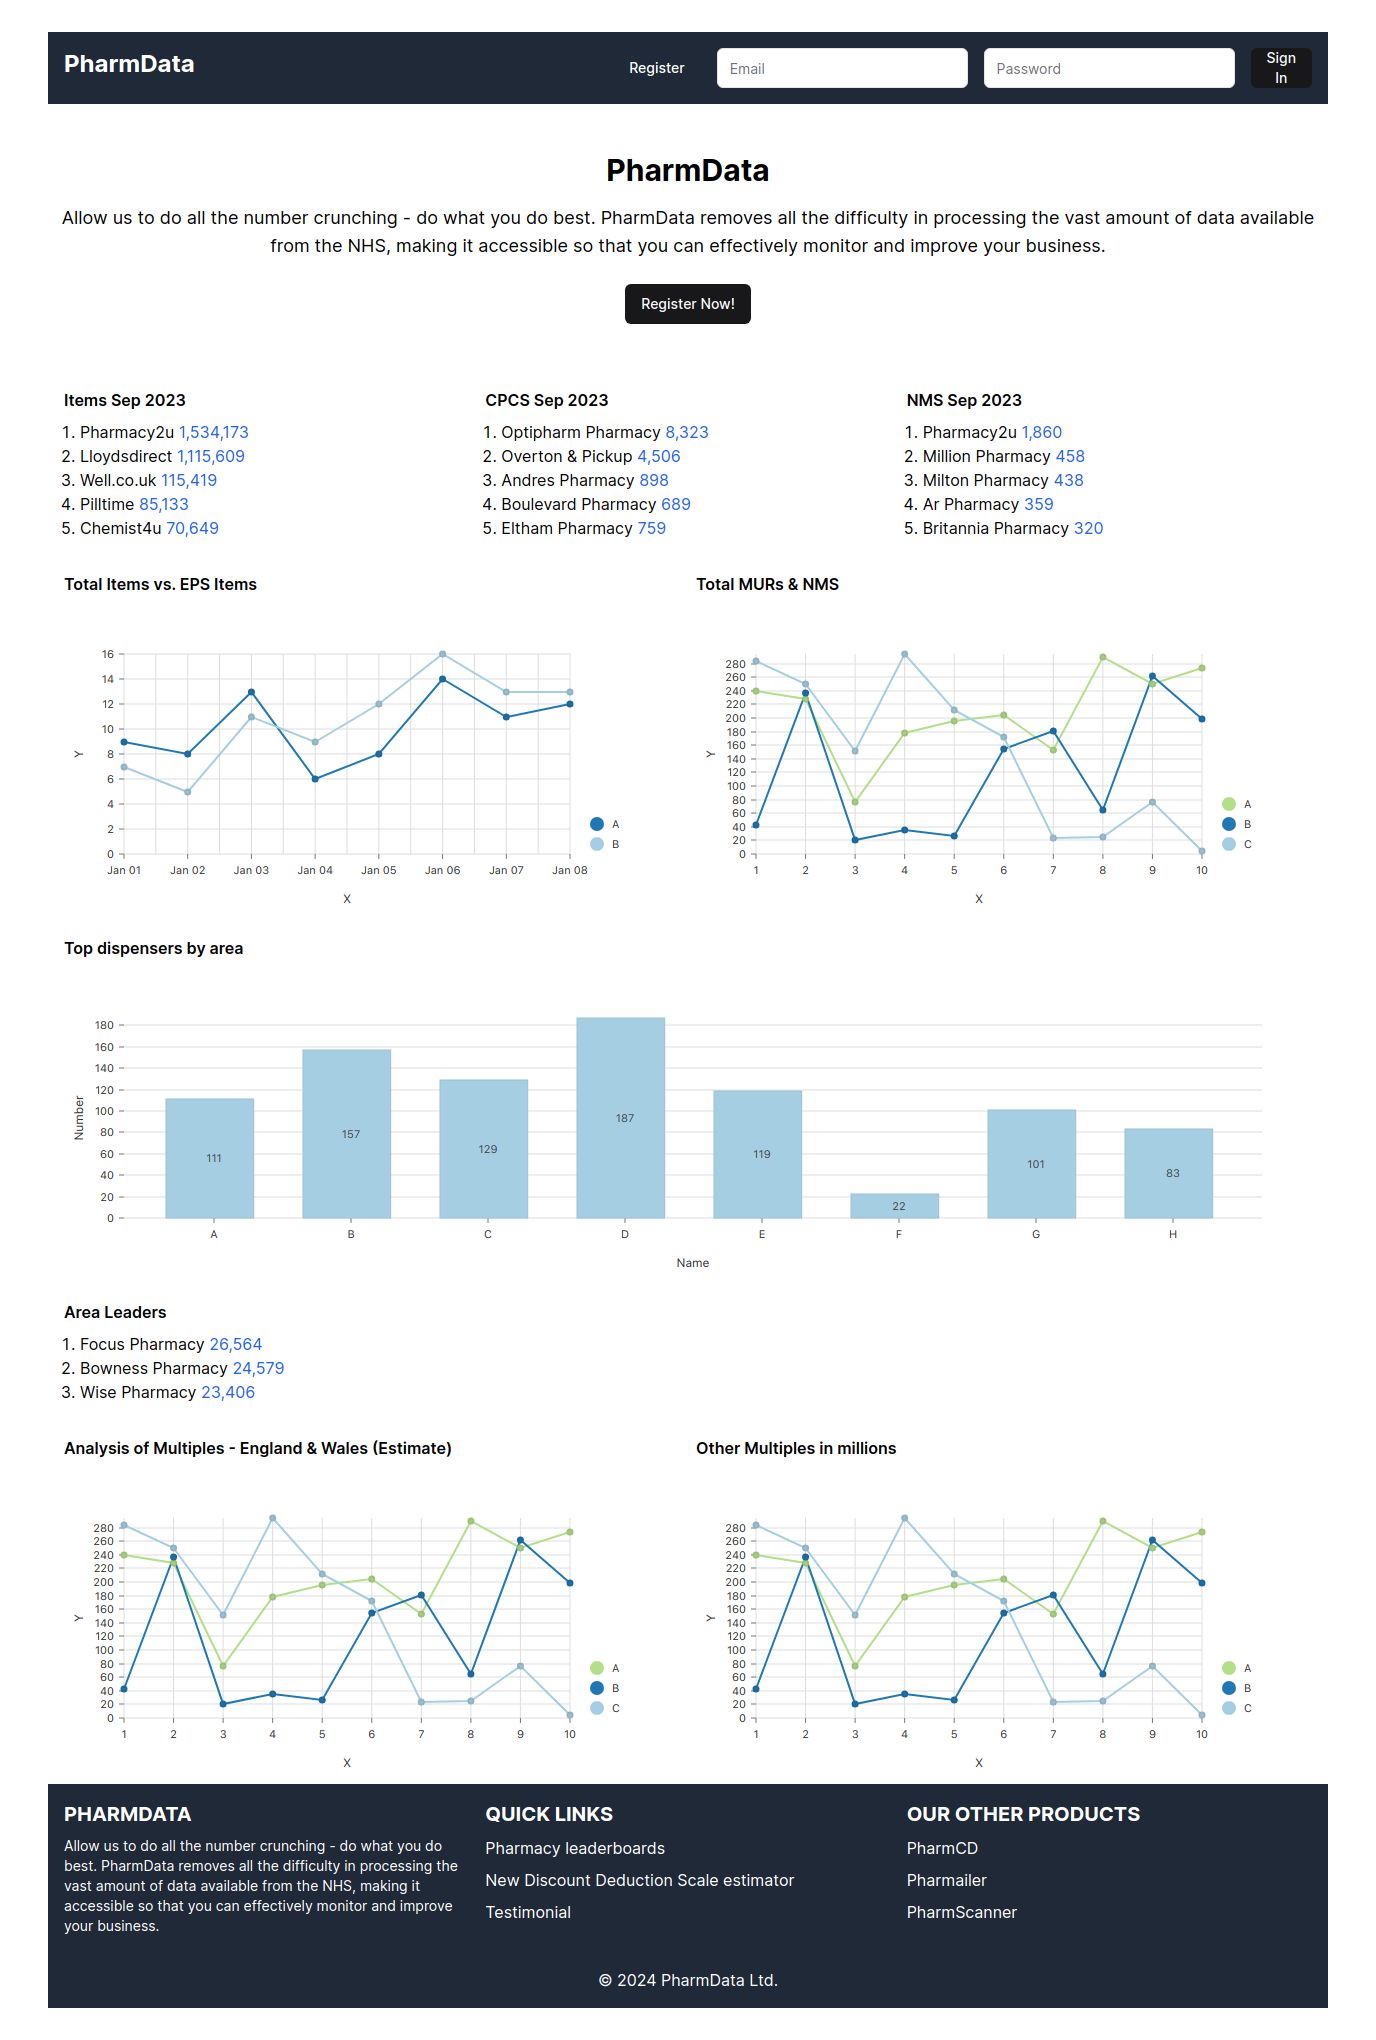 PharmData
Register
Email
Password
Sign
In
PharmData
Allow us to do all the number crunching - do what you do best. PharmData removes all the difficulty in processing the vast amount of data available
from the NHS, making it accessible so that you can effectively monitor and improve your business.
Register Now!
Items Sep 2023
1. Pharmacy2u 1,534,173
2. Lloydsdirect 1,115,609
3. Well.co.uk 115,419
4. Pilltime 85,133
5. Chemist4u 70,649
CPCS Sep 2023
1. Optipharm Pharmacy 8,323
2. Overton & Pickup 4,506
3. Andres Pharmacy 898
4. Boulevard Pharmacy 689
5. Eltham Pharmacy 759
NMS Sep 2023
1. Pharmacy2u 1,860
2. Million Pharmacy 458
3. Milton Pharmacy 438
4. Ar Pharmacy 359
5. Britannia Pharmacy 320
Total Items vs. EPS Items
16
14
12
10
8
6
4
2
0
Y
Jan 01 Jan 02 Jan 03 Jan 04 Jan 05 Jan 06 Jan 07 Jan 08
X
A
B
Total MURs & NMS
280
260
240
220
200
180
160
140
120
100
80
60
40
20
0
Y
1 2 3 4 5 6 7 8 9 10
X
A
B
C
Top dispensers by area
180
160
140
120
100
80
60
40
20
0
Number
111
157
129
187
119
22
101
83
A B C D E F G H
Name
Area Leaders
1. Focus Pharmacy 26,564
2. Bowness Pharmacy 24,579
3. Wise Pharmacy 23,406
Analysis of Multiples - England & Wales (Estimate)
280
260
240
220
200
180
160
140
120
100
80
60
40
20
0
Y
1 2 3 4 5 6 7 8 9 10
X
A
B
C
Other Multiples in millions
280
260
240
220
200
180
160
140
120
100
80
60
40
20
0
Y
1 2 3 4 5 6 7 8 9 10
X
A
B
C
PHARMDATA
Allow us to do all the number crunching - do what you do
best. PharmData removes all the difficulty in processing the
vast amount of data available from the NHS, making it
accessible so that you can effectively monitor and improve
your business.
QUICK LINKS
Pharmacy leaderboards
New Discount Deduction Scale estimator
Testimonial
OUR OTHER PRODUCTS
PharmCD
Pharmailer
PharmScanner
© 2024 PharmData Ltd.